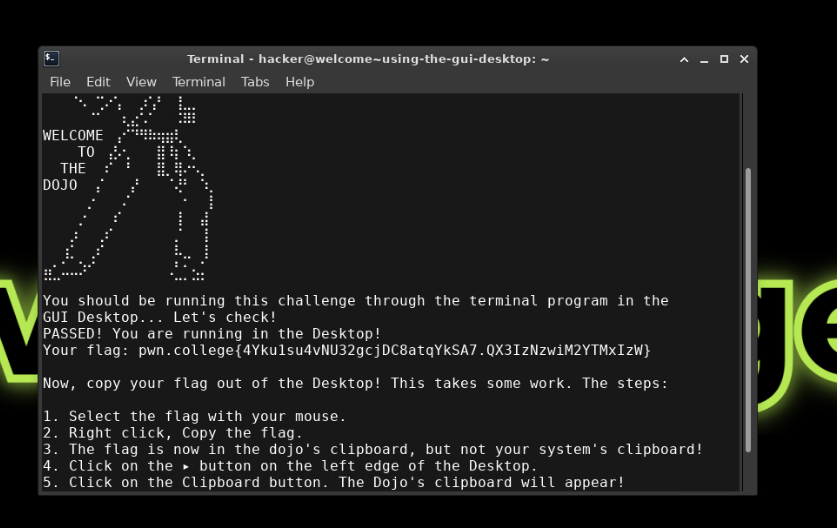 Terminal - hacker@welcome~using-the-gui-desktop: ~
File Edit View Terminal Tabs Help
WELCOME
TO
THE
DOJO
You should be running this challenge through the terminal program in the
GUI Desktop... Let's check!
PASSED! You are running in the Desktop!
Your flag: pwn.college{4Yku1su4vNU32gcjDC8atqYkSA7.QX3IzNzwiM2YTMxIzW}
Now, copy your flag out of the Desktop! This takes some work. The steps:
1. Select the flag with your mouse.
2. Right click, Copy the flag.
3. The flag is now in the dojo's clipboard, but not your system's clipboard!
4. Click on the ▸ button on the left edge of the Desktop.
5. Click on the Clipboard button. The Dojo's clipboard will appear!